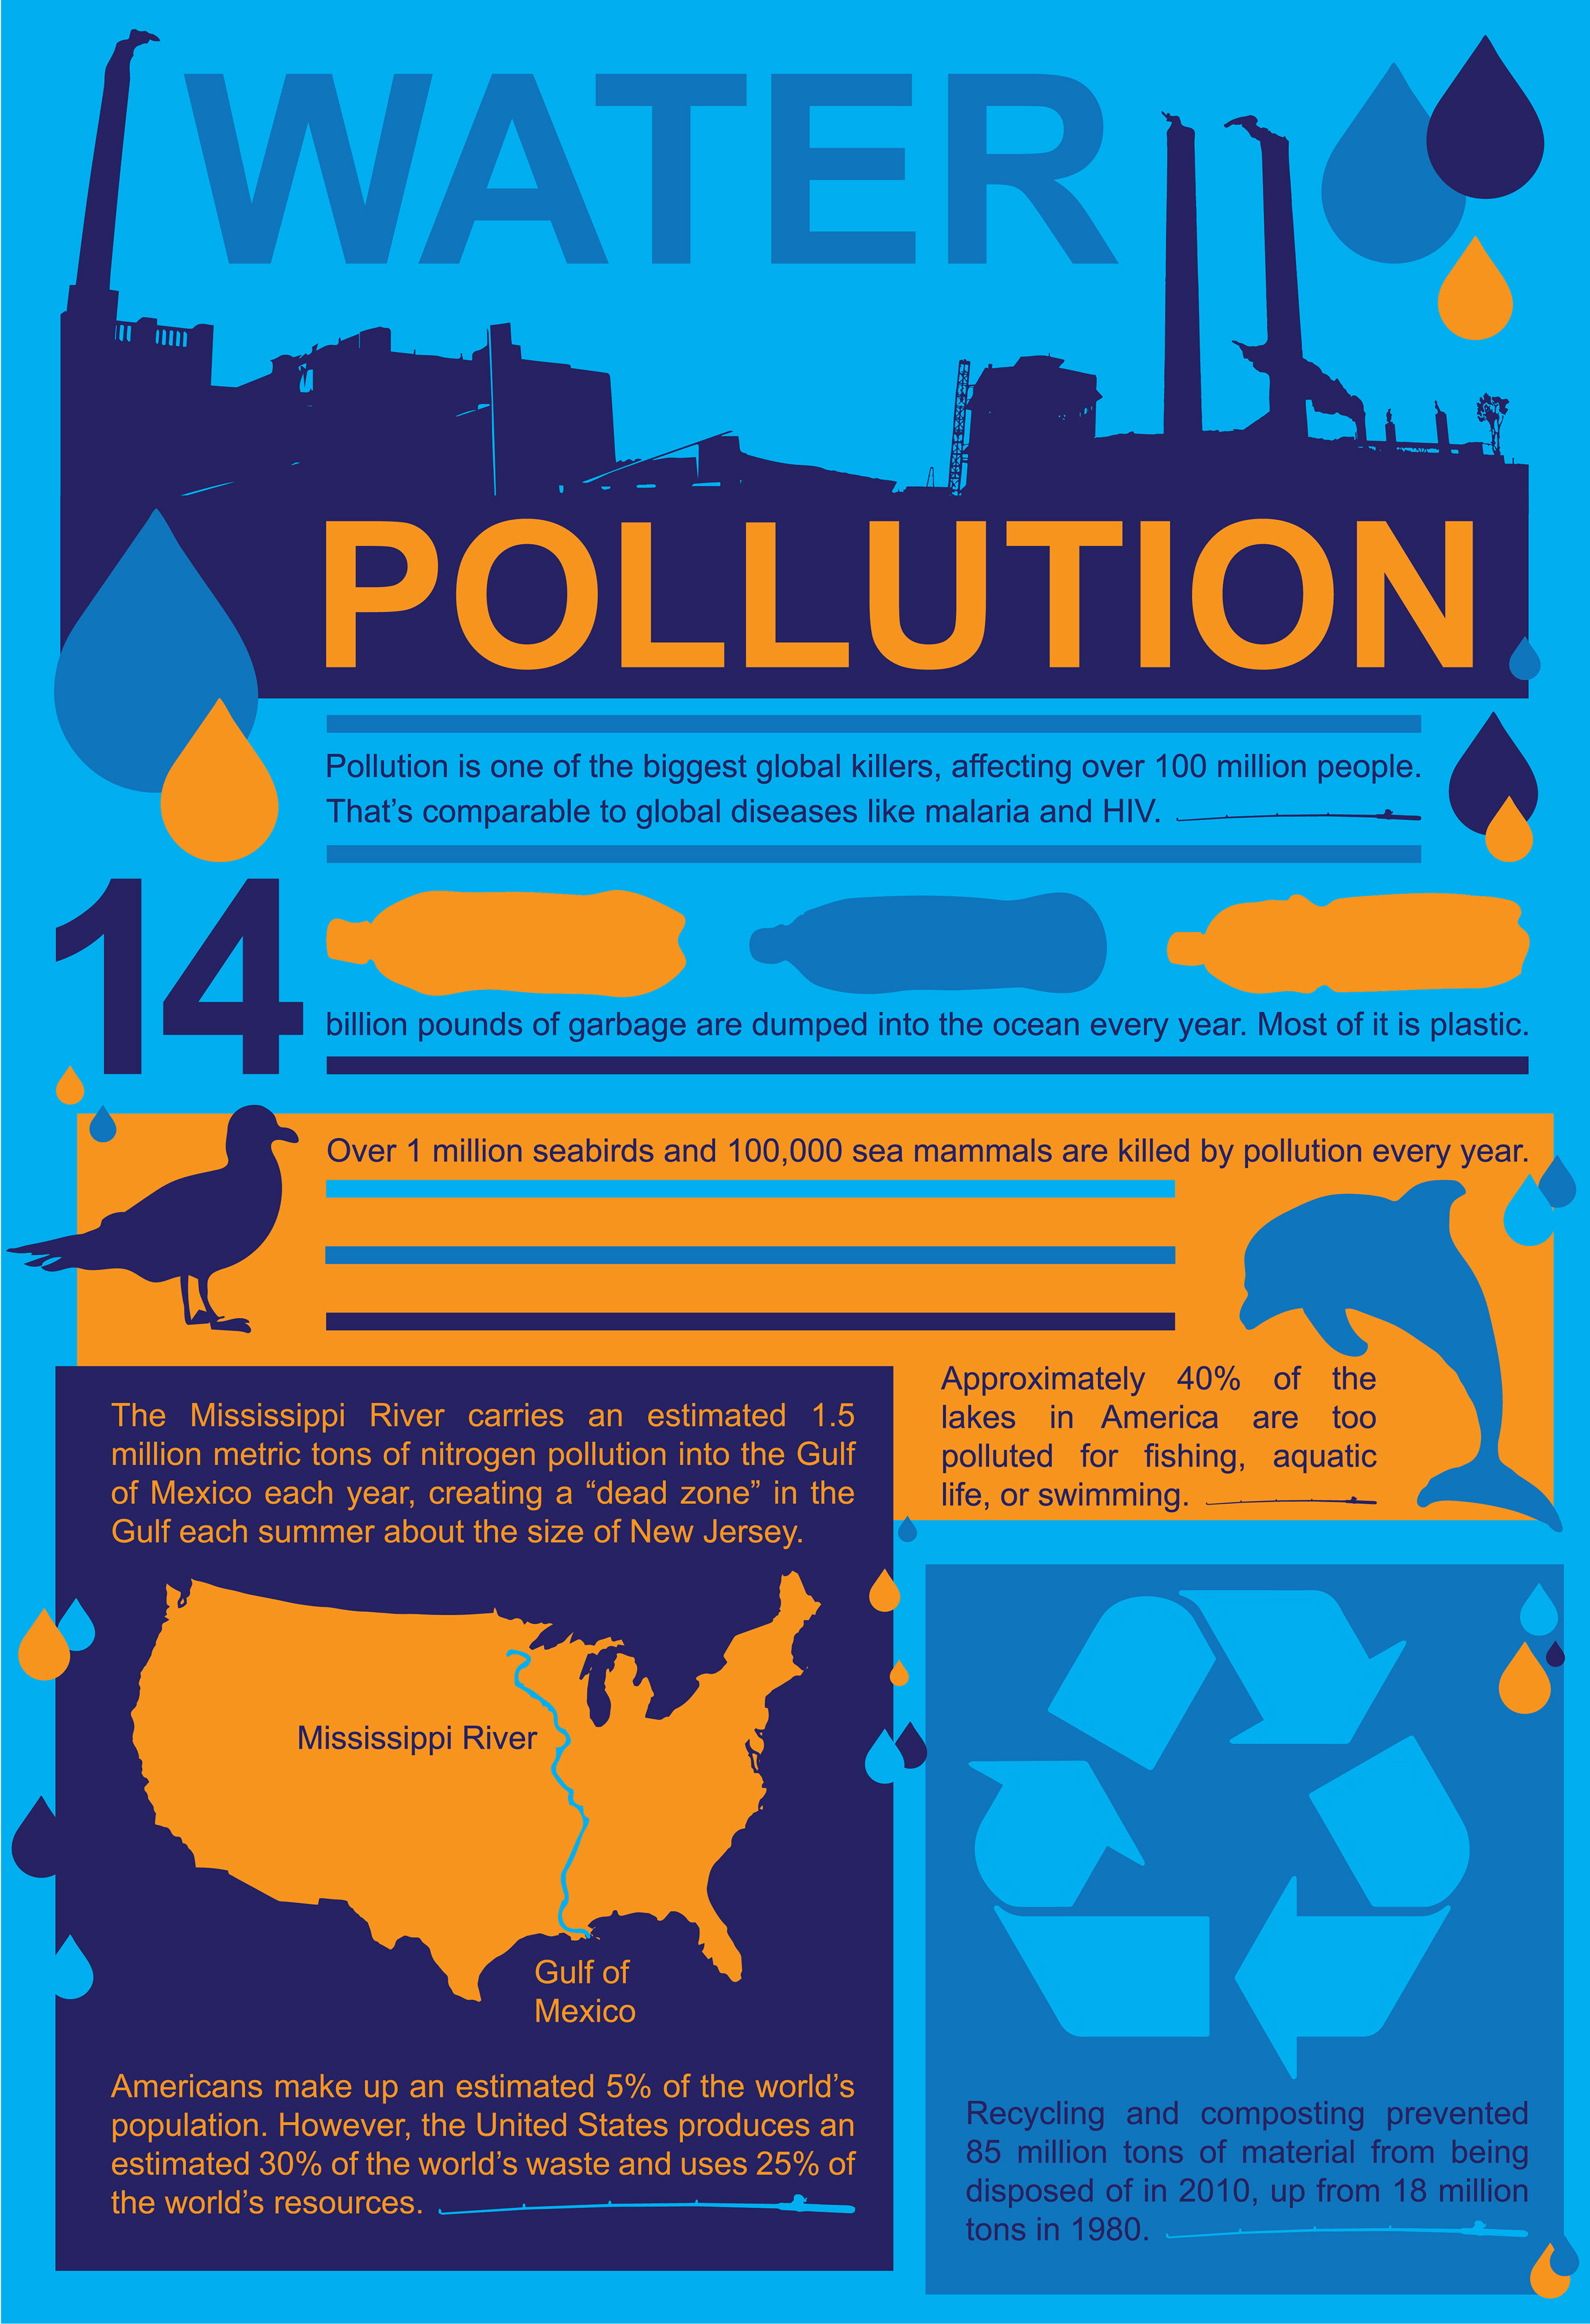 WATER
POLLUTION
Pollution is one of the biggest global killers, affecting over 100 million people.
That’s comparable to global diseases like malaria and HIV.
14
billion pounds of garbage are dumped into the ocean every year. Most of it is plastic.
Over 1 million seabirds and 100,000 sea mammals are killed by pollution every year.
Approximately 40% of the
lakes in America are too
polluted for fishing, aquatic
life, or swimming.
The Mississippi River carries an estimated 1.5
million metric tons of nitrogen pollution into the Gulf
of Mexico each year, creating a “dead zone” in the
Gulf each summer about the size of New Jersey.
Mississippi River
Gulf of
Mexico
Americans make up an estimated 5% of the world’s
population. However, the United States produces an
estimated 30% of the world’s waste and uses 25% of
the world’s resources.
Recycling and composting prevented
85 million tons of material from being
disposed of in 2010, up from 18 million
tons in 1980.